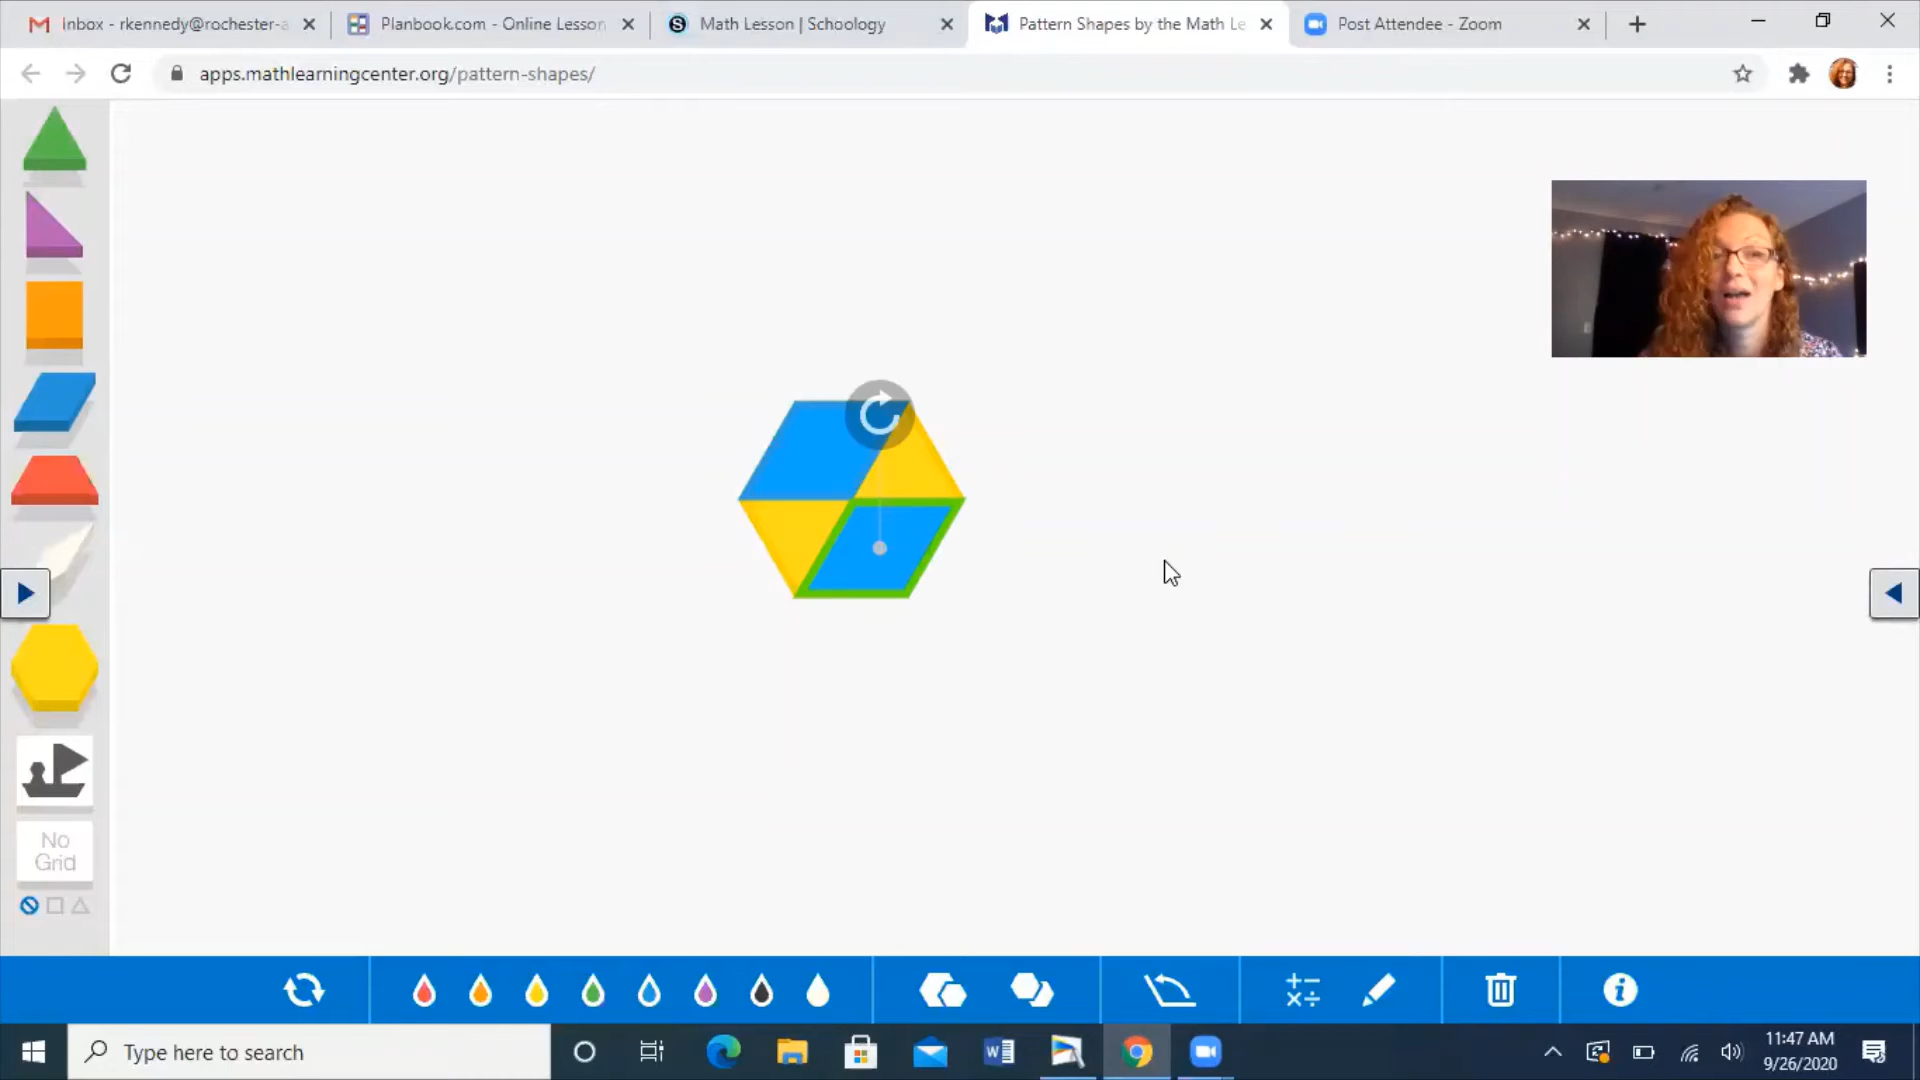 Inbox - rkennedy@rochester-a
Planbook.com - Online Lesson
Math Lesson | Schoology
Pattern Shapes by the Math Le
Post Attendee - Zoom
apps.mathlearningcenter.org/pattern-shapes/
No
Grid
Type here to search
11:47 AM
9/26/2020